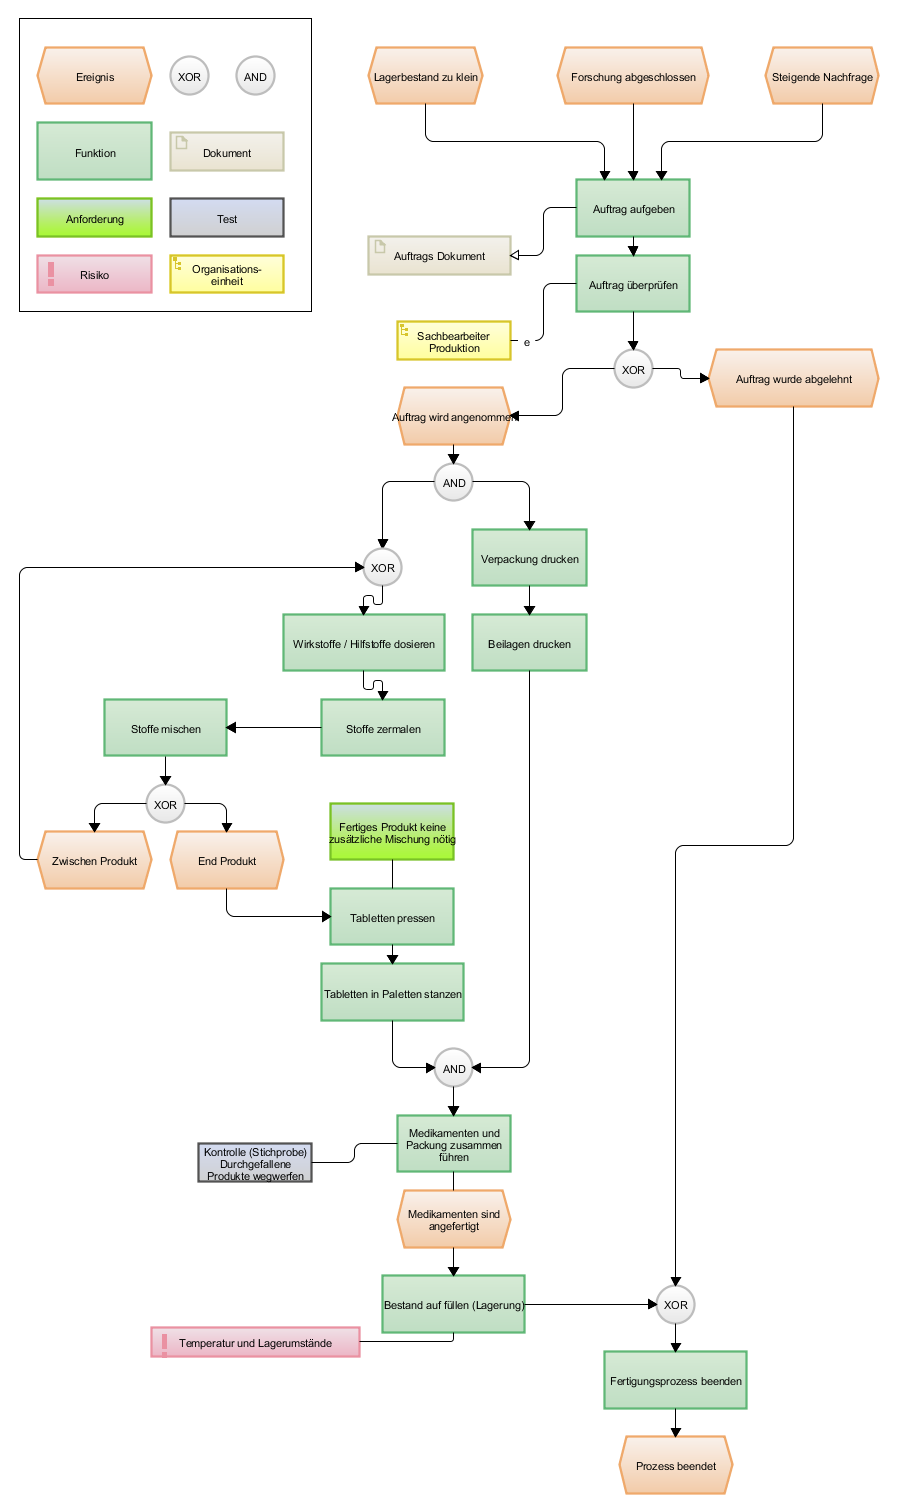 Ereignis
XOR
AND
Funktion
Dokument
Anforderung
Test
Risiko
Organisations-
einheit
Lagerbestand zu klein
Forschung abgeschlossen
Steigende Nachfrage
Auftrag aufgeben
Auftrags Dokument
Auftrag überprüfen
Sachbearbeiter
Produktion
e
XOR
Auftrag wurde abgelehnt
Auftrag wird angenommen
AND
Verpackung drucken
XOR
Wirkstoffe / Hilfstoffe dosieren
Beilagen drucken
Stoffe mischen
Stoffe zermalen
XOR
Fertiges Produkt keine
zusätzliche Mischung nötig
Zwischen Produkt
End Produkt
Tabletten pressen
Tabletten in Paletten stanzen
AND
Medikamenten und
Packung zusammen
führen
Kontrolle (Stichprobe)
Durchgefallene
Produkte wegwerfen
Medikamenten sind
angefertigt
Bestand auf füllen (Lagerung)
XOR
Temperatur und Lagerumstände
Fertigungsprozess beenden
Prozess beendet